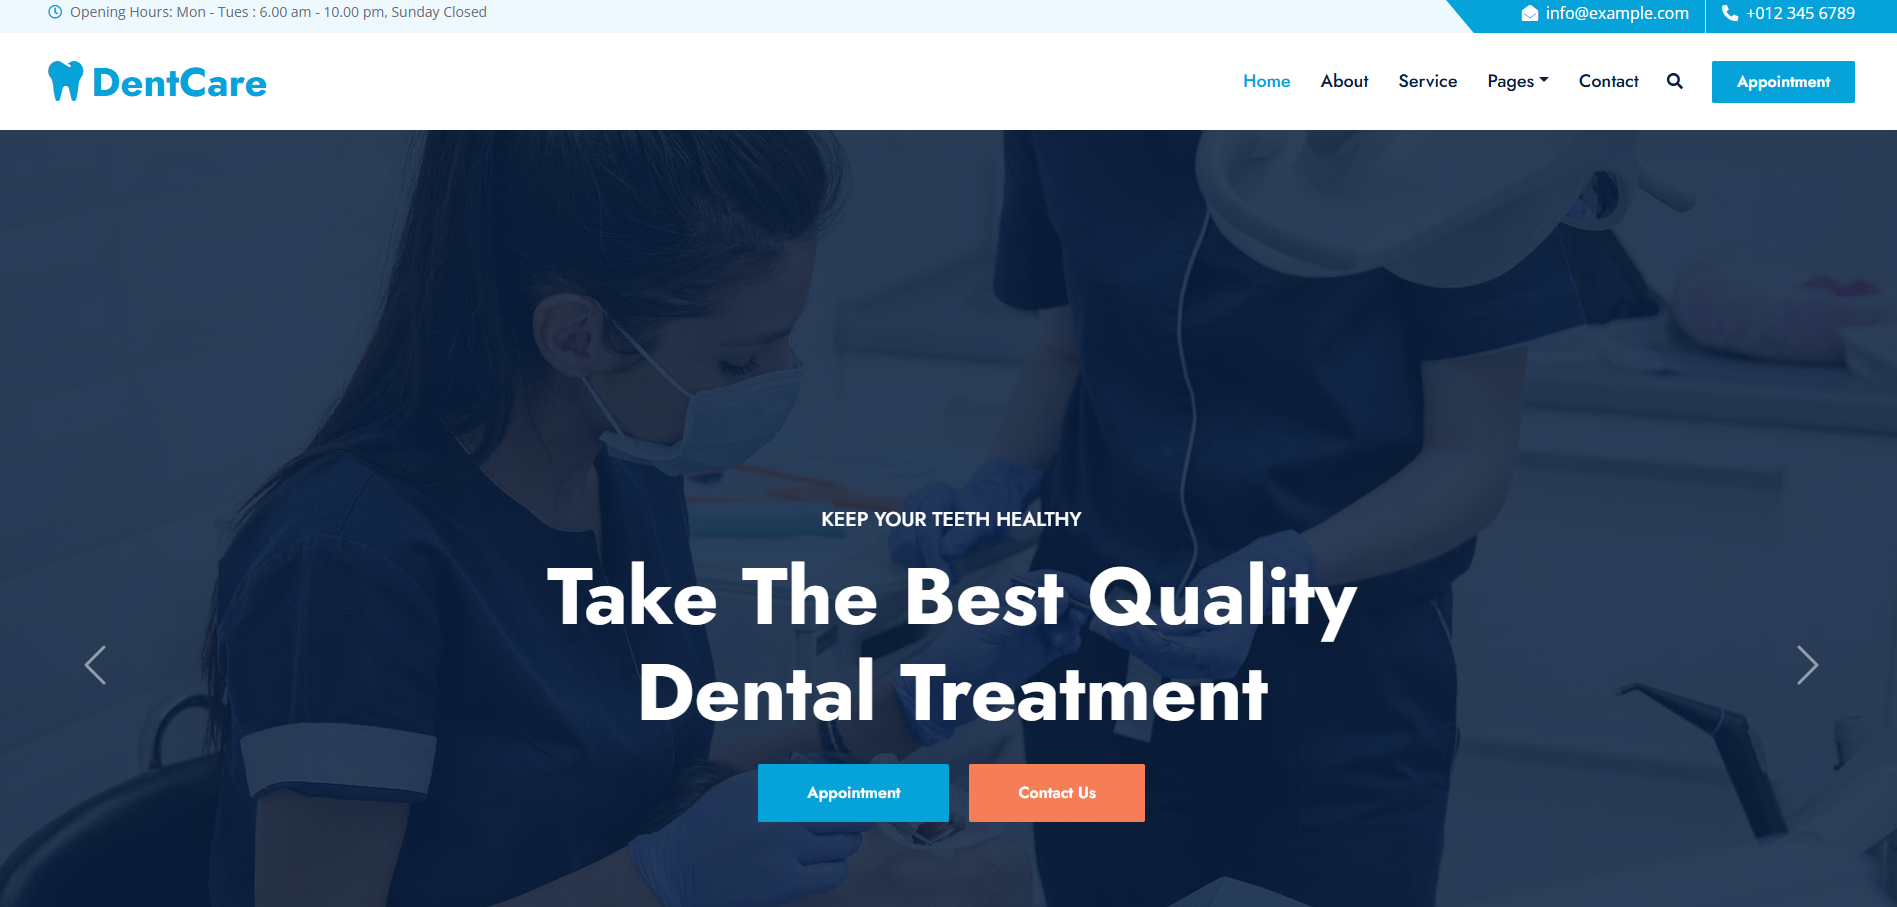 Opening Hours: Mon - Tues : 6.00 am - 10.00 pm, Sunday Closed
info@example.com
+012 345 6789
DentCare
Home
About
Service
Pages
Contact
Appointment
KEEP YOUR TEETH HEALTHY
Take The Best Quality
Dental Treatment
Appointment
Contact Us